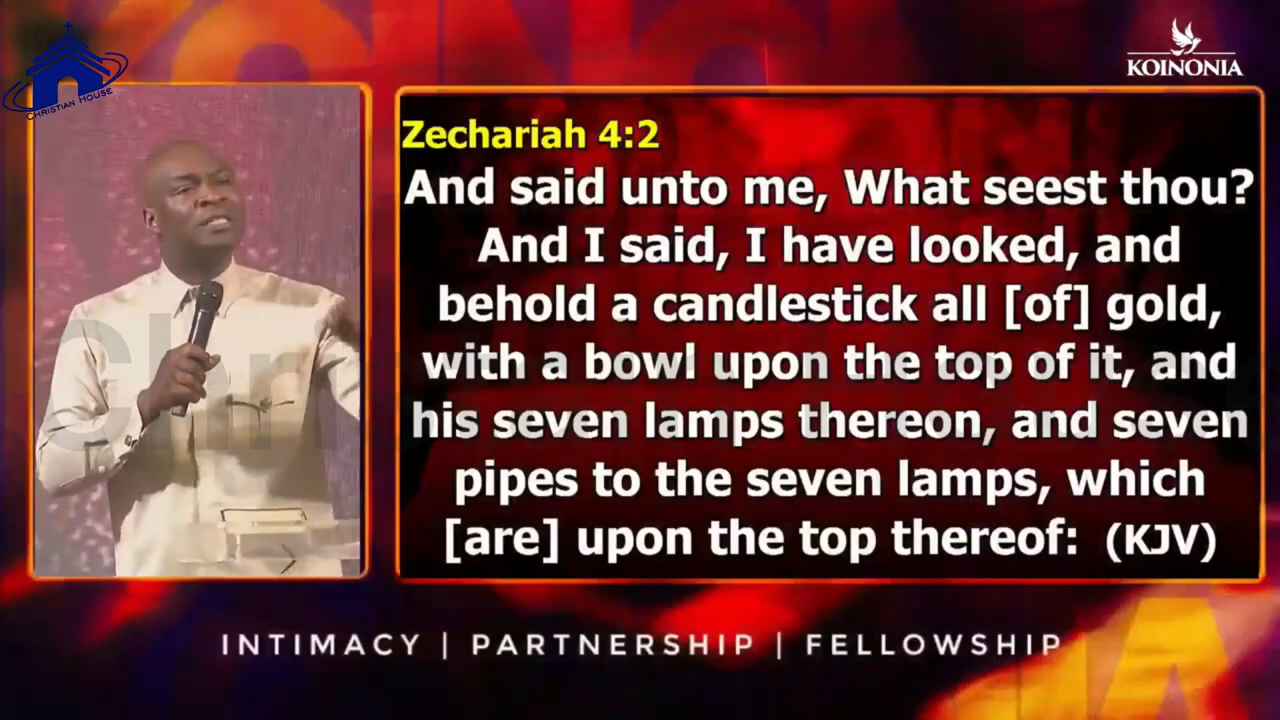 CHRISTIAN HOUSE
KOINONIA
Zechariah 4:2
And said unto me, What seest thou?
And I said, I have looked, and
behold a candlestick all [of] gold,
with a bowl upon the top of it, and
his seven lamps thereon, and seven
pipes to the seven lamps, which
[are] upon the top thereof: (KJV)
INTIMACY | PARTNERSHIP | FELLOWSHIP